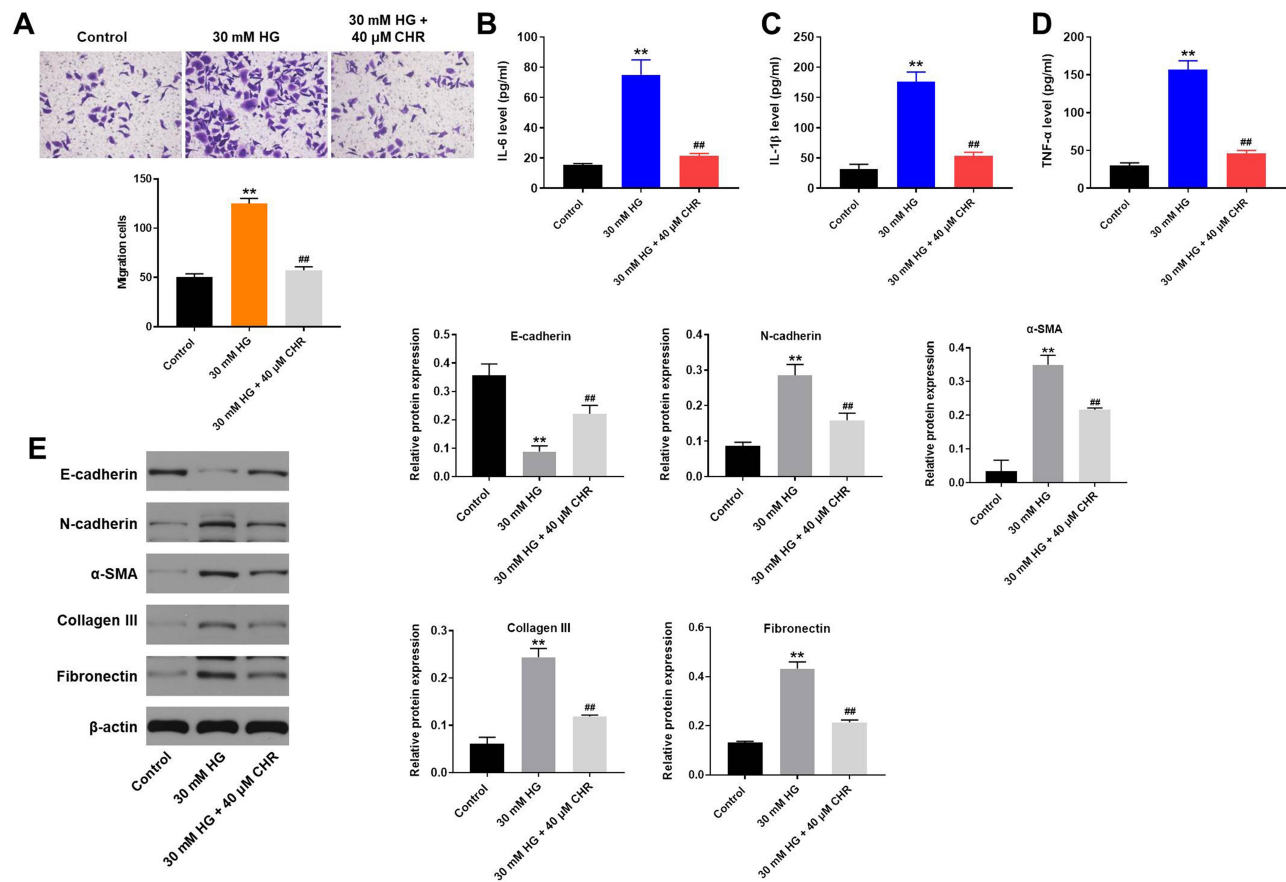 A
Control
30 mM HG
30 mM HG +
40 µM CHR
Migration cells
150
100
50
0
**
##
Control
30 mM HG
30 mM HG + 40 µM CHR
B
IL-6 level (pg/ml)
100
80
60
40
20
0
**
##
Control
30 mM HG
30 mM HG + 40 µM CHR
C
IL-1β level (pg/ml)
250
200
150
100
50
0
**
##
Control
30 mM HG
30 mM HG + 40 µM CHR
D
TNF-α level (pg/ml)
200
150
100
50
0
**
##
Control
30 mM HG
30 mM HG + 40 µM CHR
E
E-cadherin
N-cadherin
α-SMA
Collagen III
Fibronectin
β-actin
Control
30 mM HG
30 mM HG + 40 µM CHR
E-cadherin
Relative protein expression
0.5
0.4
0.3
0.2
0.1
0.0
**
##
Control
30 mM HG
30 mM HG + 40 µM CHR
N-cadherin
Relative protein expression
0.4
0.3
0.2
0.1
0.0
**
##
Control
30 mM HG
30 mM HG + 40 µM CHR
α-SMA
Relative protein expression
0.4
0.3
0.2
0.1
0.0
**
##
Control
30 mM HG
30 mM HG + 40 µM CHR
Collagen III
Relative protein expression
0.3
0.2
0.1
0.0
**
##
Control
30 mM HG
30 mM HG + 40 µM CHR
Fibronectin
Relative protein expression
0.6
0.4
0.2
0.0
**
##
Control
30 mM HG
30 mM HG + 40 µM CHR